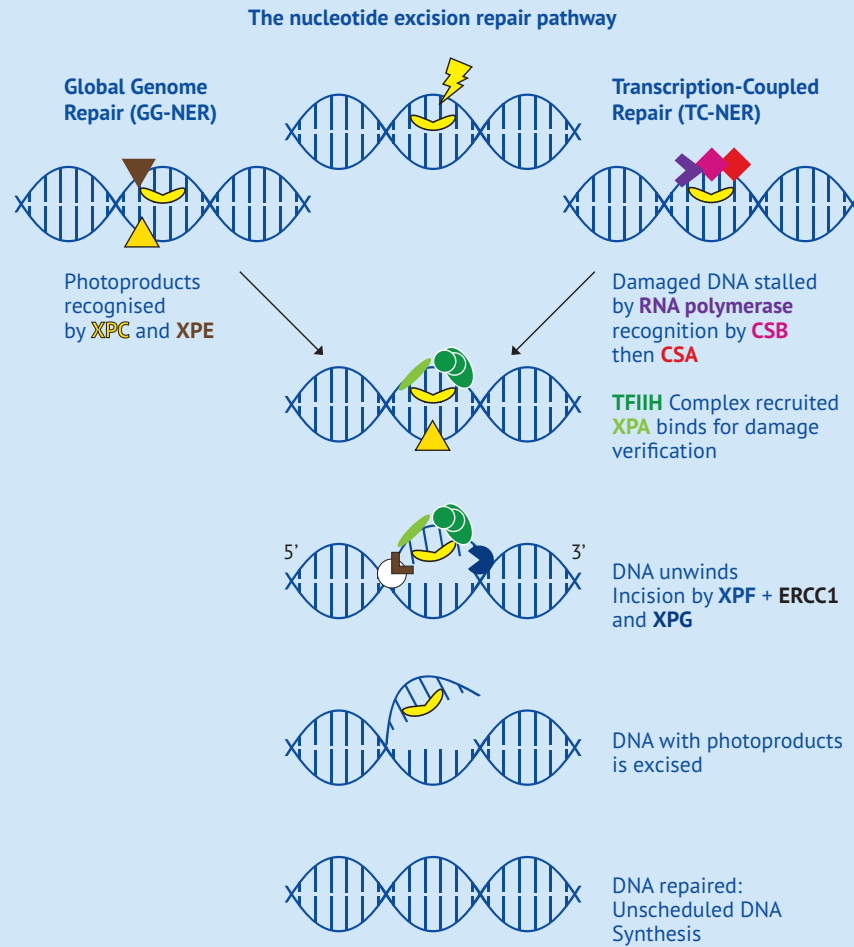 The nucleotide excision repair pathway
Global Genome
Repair (GG-NER)
Transcription-Coupled
Repair (TC-NER)
Photoproducts
recognised
by XPC and XPE
Damaged DNA stalled
by RNA polymerase
recognition by CSB
then CSA
TFIIH Complex recruited
XPA binds for damage
verification
5’
3’
DNA unwinds
Incision by XPF + ERCC1
and XPG
DNA with photoproducts
is excised
DNA repaired:
Unscheduled DNA
Synthesis